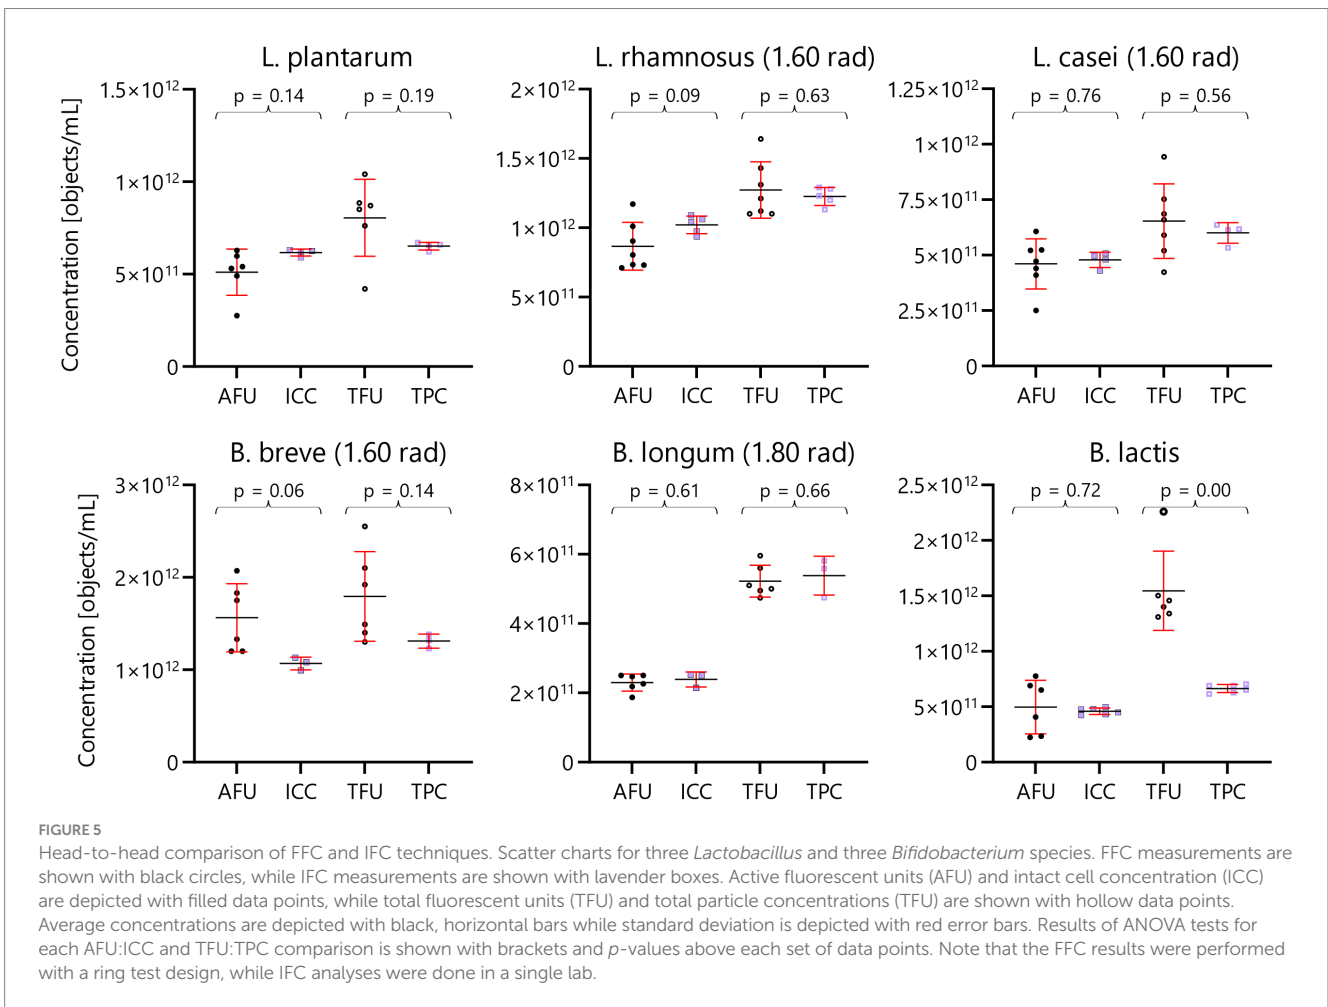 L. plantarum
Concentration [objects/mL]
1.5×10¹²
1×10¹²
5×10¹¹
0
p = 0.14
p = 0.19
AFU ICC TFU TPC
L. rhamnosus (1.60 rad)
2×10¹²
1.5×10¹²
1×10¹²
5×10¹¹
0
p = 0.09
p = 0.63
AFU ICC TFU TPC
L. casei (1.60 rad)
1.25×10¹²
1×10¹²
7.5×10¹¹
5×10¹¹
2.5×10¹¹
0
p = 0.76
p = 0.56
AFU ICC TFU TPC
B. breve (1.60 rad)
Concentration [objects/mL]
3×10¹²
2×10¹²
1×10¹²
0
p = 0.06
p = 0.14
AFU ICC TFU TPC
B. longum (1.80 rad)
8×10¹¹
6×10¹¹
4×10¹¹
2×10¹¹
0
p = 0.61
p = 0.66
AFU ICC TFU TPC
B. lactis
2.5×10¹²
2×10¹²
1.5×10¹²
1×10¹²
5×10¹¹
0
p = 0.72
p = 0.00
AFU ICC TFU TPC
FIGURE 5
Head-to-head comparison of FFC and IFC techniques. Scatter charts for three Lactobacillus and three Bifidobacterium species. FFC measurements are
shown with black circles, while IFC measurements are shown with lavender boxes. Active fluorescent units (AFU) and intact cell concentration (ICC)
are depicted with filled data points, while total fluorescent units (TFU) and total particle concentrations (TFU) are shown with hollow data points.
Average concentrations are depicted with black, horizontal bars while standard deviation is depicted with red error bars. Results of ANOVA tests for
each AFU:ICC and TFU:TPC comparison is shown with brackets and p-values above each set of data points. Note that the FFC results were performed
with a ring test design, while IFC analyses were done in a single lab.